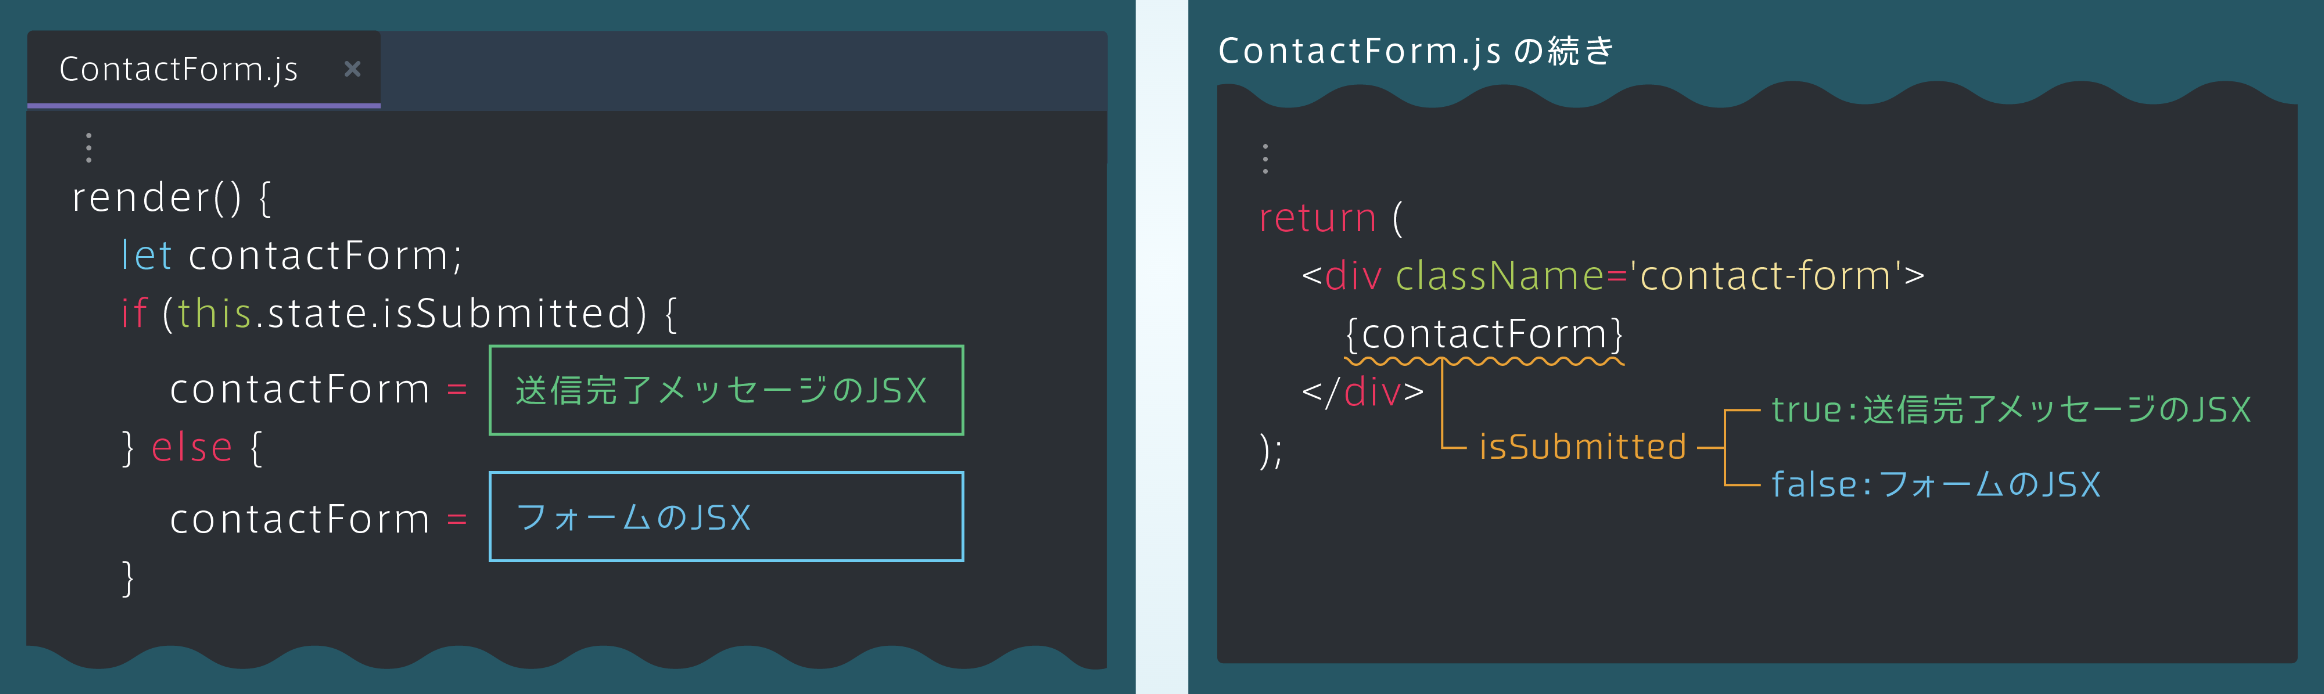 ContactForm.js ×
⋮
render() {
let contactForm;
if (this.state.isSubmitted) {
contactForm = 送信完了メッセージのJSX
} else {
contactForm = フォームのJSX
}
ContactForm.js の続き
⋮
return (
<div className='contact-form'>
{contactForm}
</div>
);
isSubmitted
true:送信完了メッセージのJSX
false:フォームのJSX